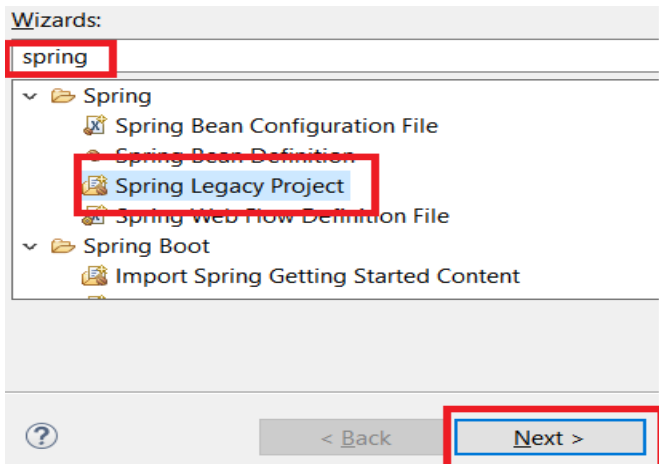 Wizards:
spring
Spring
Spring Bean Configuration File
Spring Bean Definition
Spring Legacy Project
Spring Web Flow Definition File
Spring Boot
Import Spring Getting Started Content
?
< Back
Next >